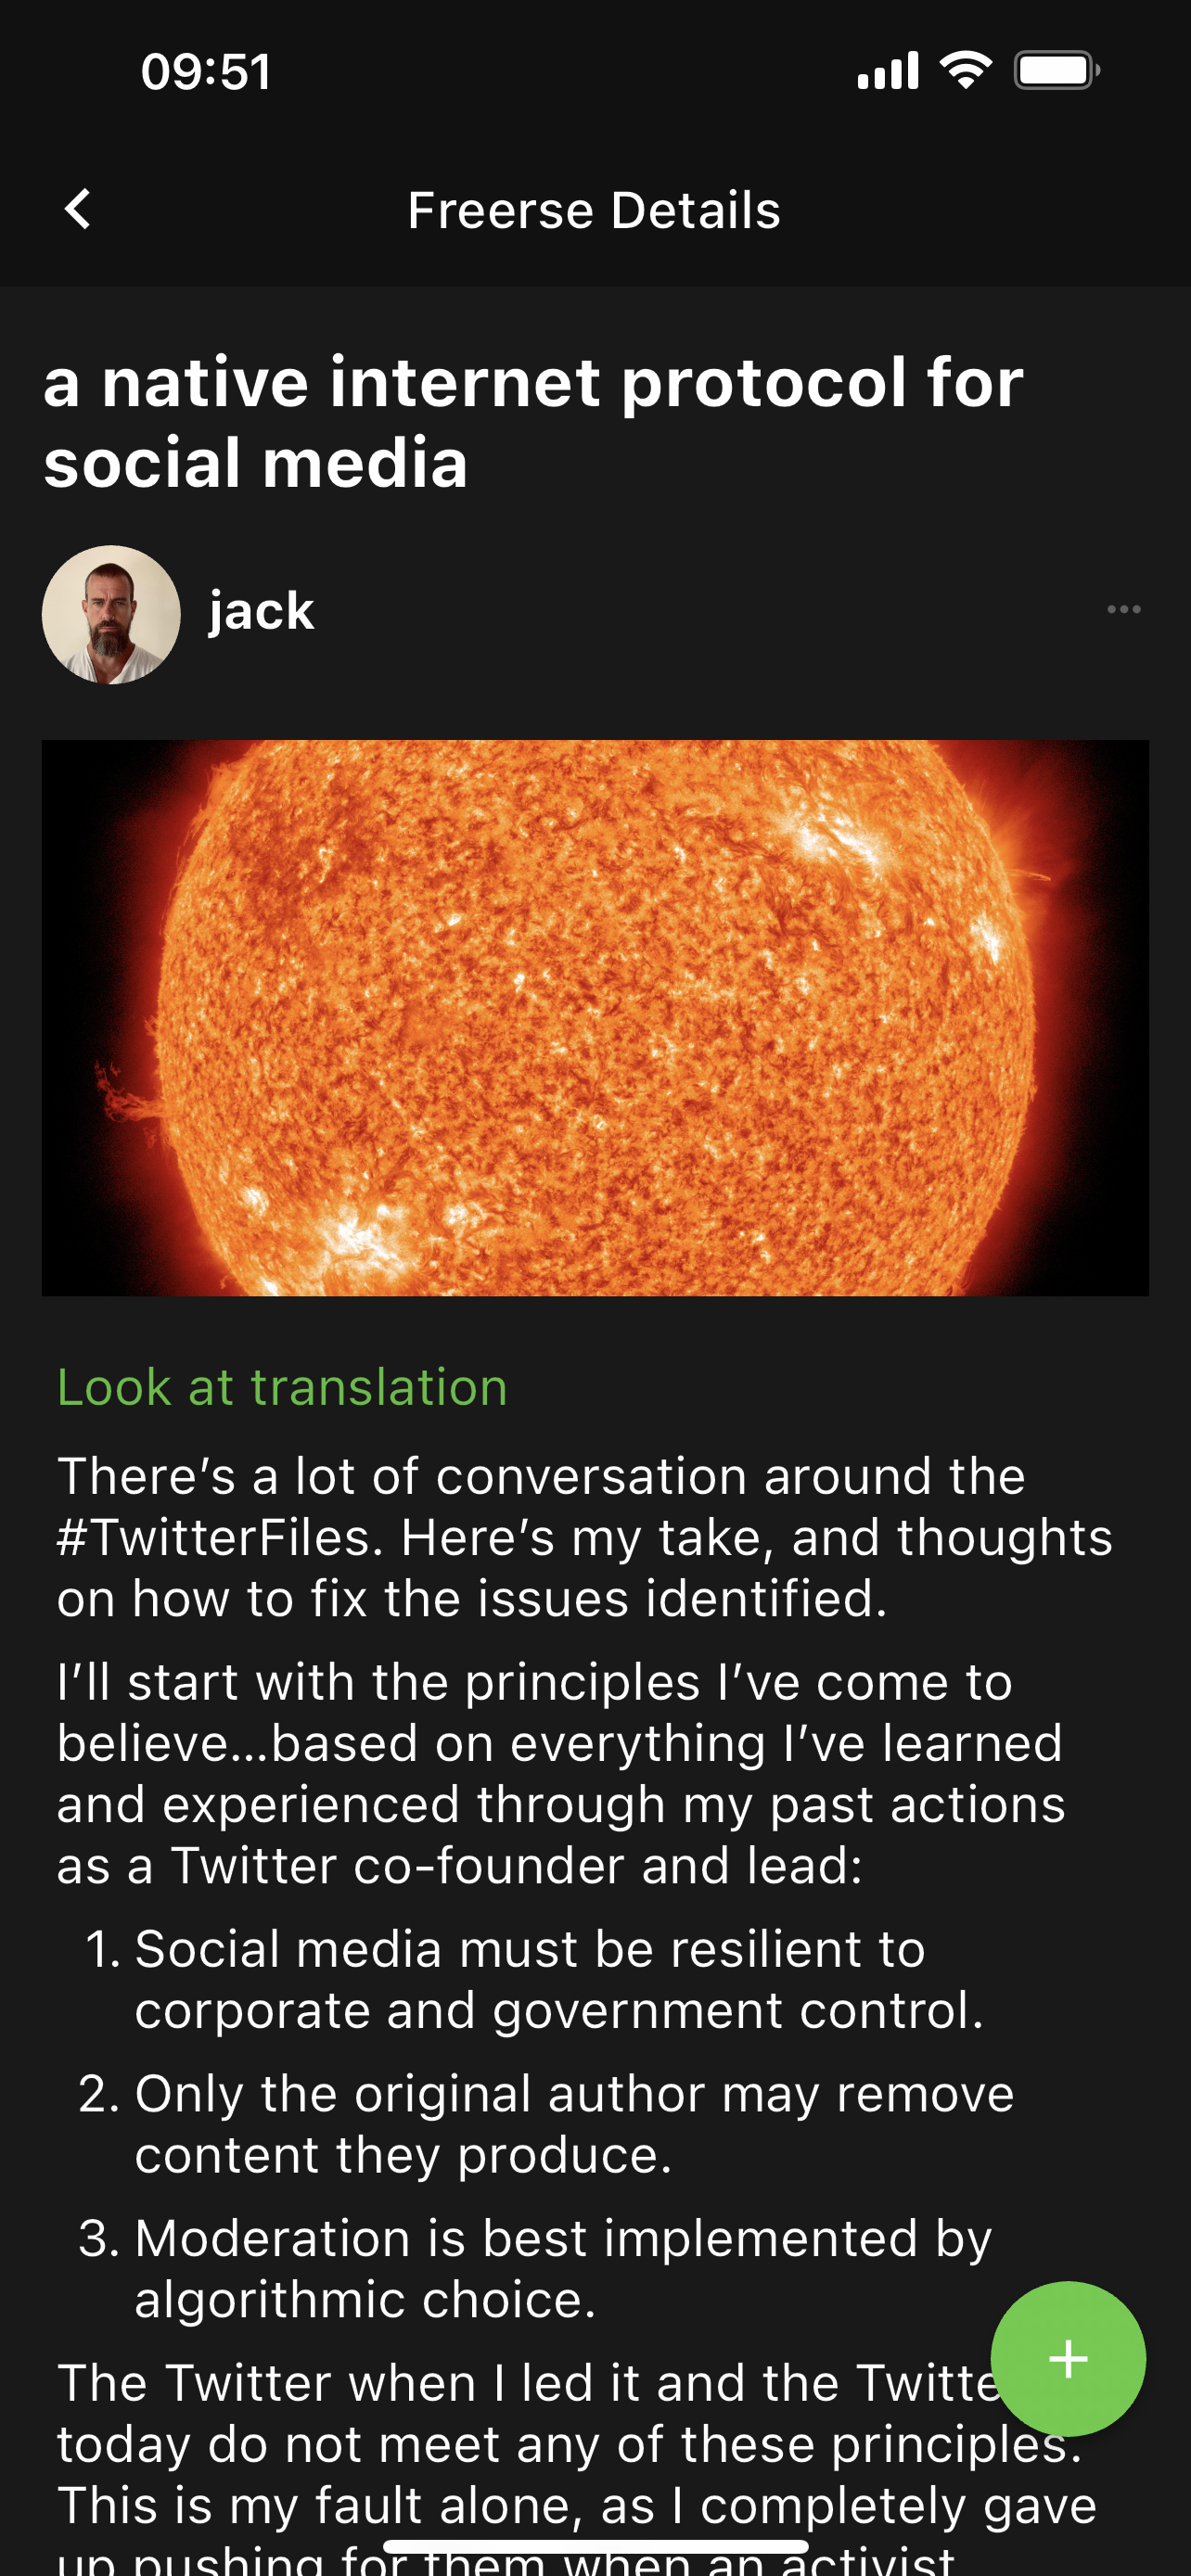 09:51
Freerse Details
a native internet protocol for
social media
jack
Look at translation
There’s a lot of conversation around the
#TwitterFiles. Here’s my take, and thoughts
on how to fix the issues identified.
I’ll start with the principles I’ve come to
believe…based on everything I’ve learned
and experienced through my past actions
as a Twitter co-founder and lead:
1. Social media must be resilient to
corporate and government control.
2. Only the original author may remove
content they produce.
3. Moderation is best implemented by
algorithmic choice.
The Twitter when I led it and the Twitte
today do not meet any of these principles.
This is my fault alone, as I completely gave
up pushing for them when an activist